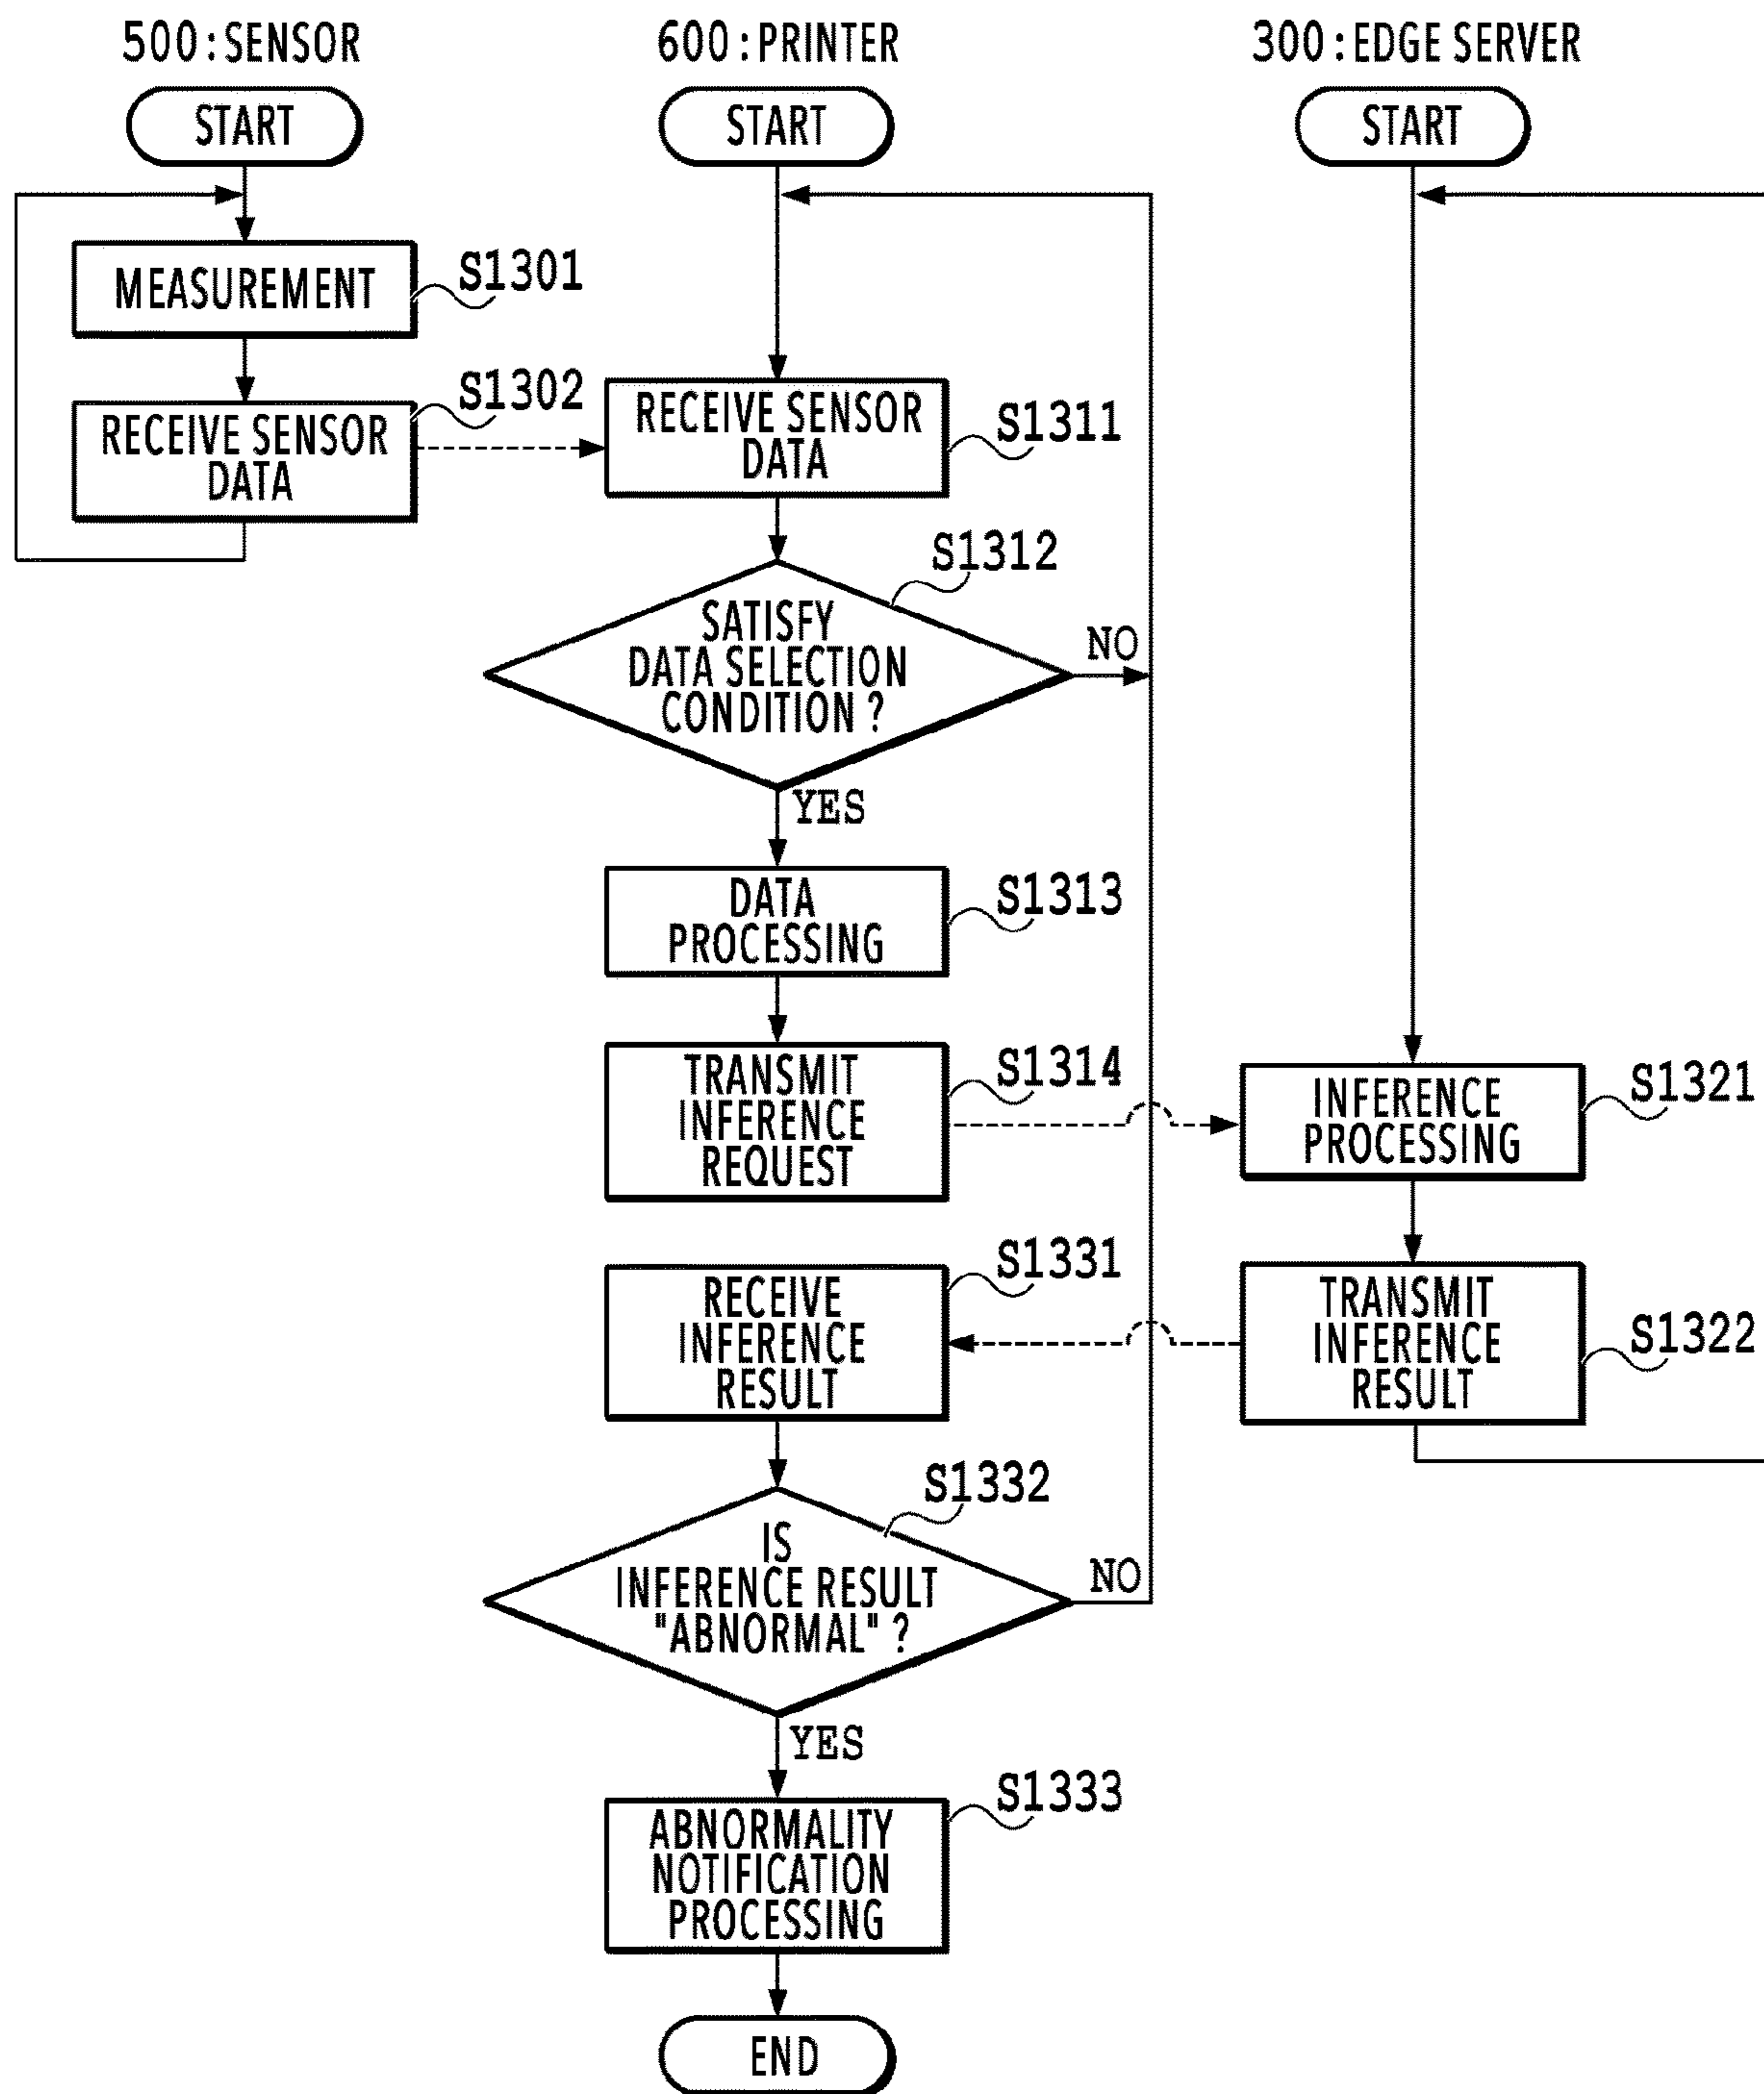 500:SENSOR
600:PRINTER
300:EDGE SERVER
START
START
START
MEASUREMENT
S1301
RECEIVE SENSOR
DATA
S1302
RECEIVE SENSOR
DATA
S1311
SATISFY
DATA SELECTION
CONDITION ?
S1312
NO
YES
DATA
PROCESSING
S1313
TRANSMIT
INFERENCE
REQUEST
S1314
INFERENCE
PROCESSING
S1321
RECEIVE
INFERENCE
RESULT
S1331
TRANSMIT
INFERENCE
RESULT
S1322
IS
INFERENCE RESULT
"ABNORMAL" ?
S1332
NO
YES
ABNORMALITY
NOTIFICATION
PROCESSING
S1333
END